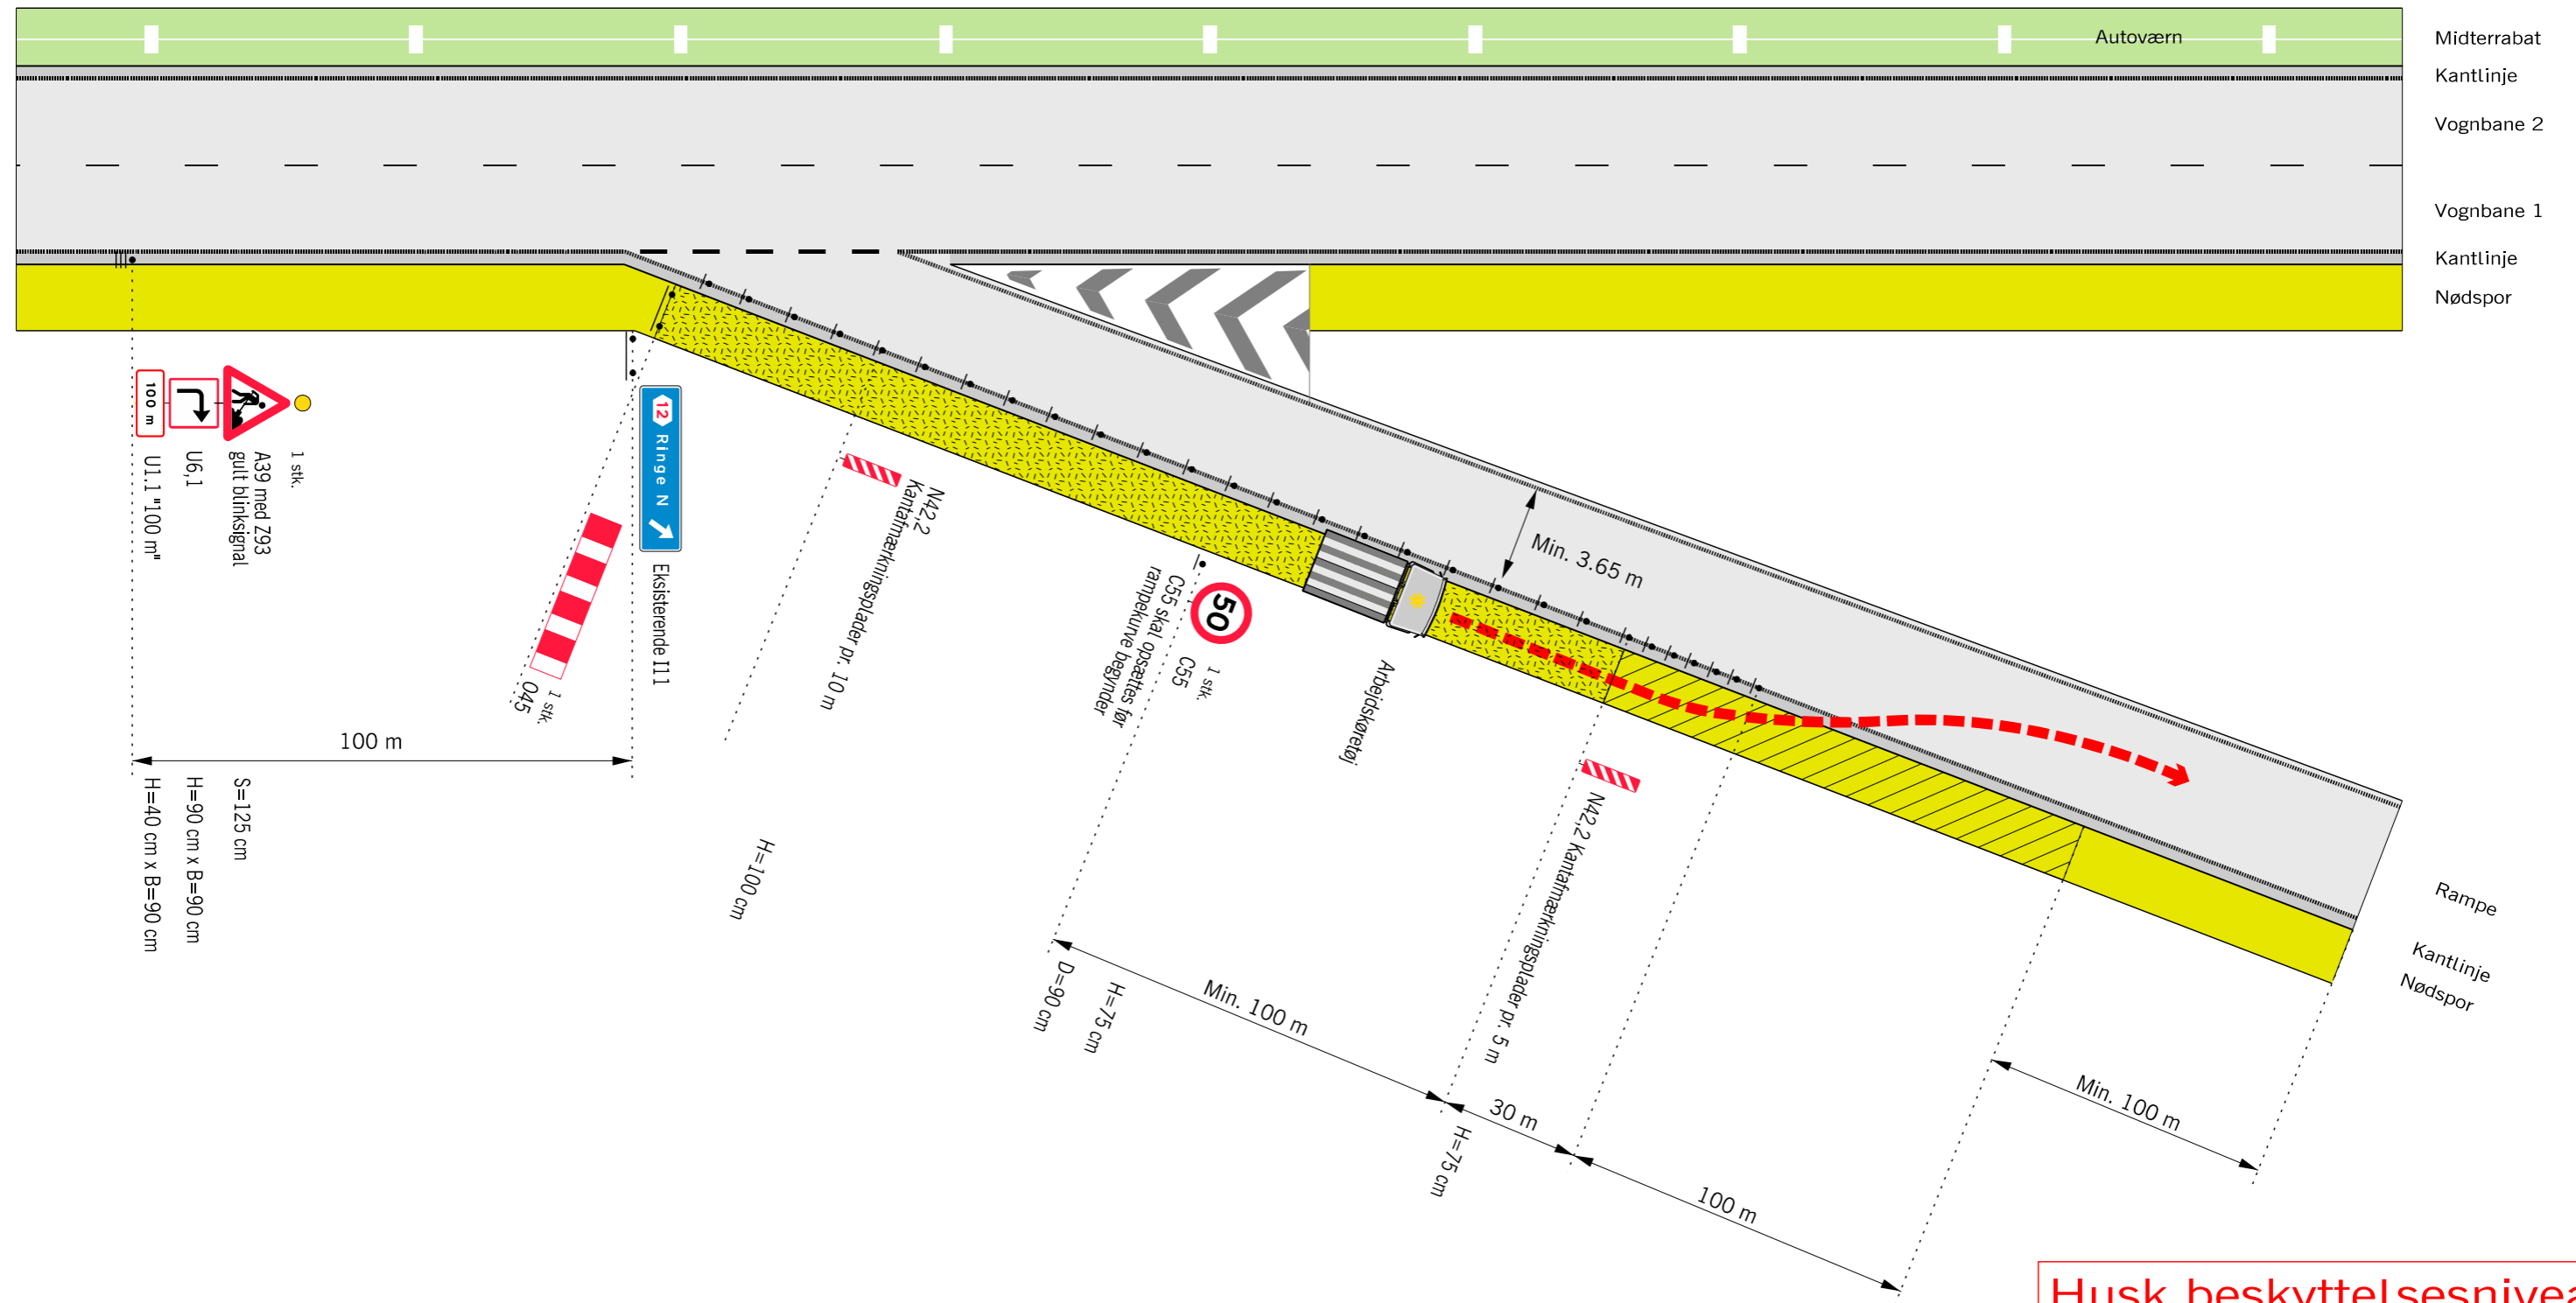 Autoværn
Midterrabat
Kantlinje
Vognbane 2
Vognbane 1
Kantlinje
Nødspor
100 m
1 stk.
A39 med Z93
gult blinksignal
U6,1
U1.1 "100 m"
12 Ringe N
Eksisterende I11
1 stk.
O45
N42,2
Kantafmærkningsplader pr. 10 m
50
1 stk.
C55
C55 skal opsættes før
rampekurve begynder
Arbejdskøretøj
Min. 3.65 m
N42,2 Kantafmærkningsplader pr. 5 m
100 m
S=125 cm
H=90 cm x B=90 cm
H=40 cm x B=90 cm
H=100 cm
H=75 cm
D=90 cm
Min. 100 m
30 m
H=75 cm
100 m
Min. 100 m
Rampe
Kantlinje
Nødspor